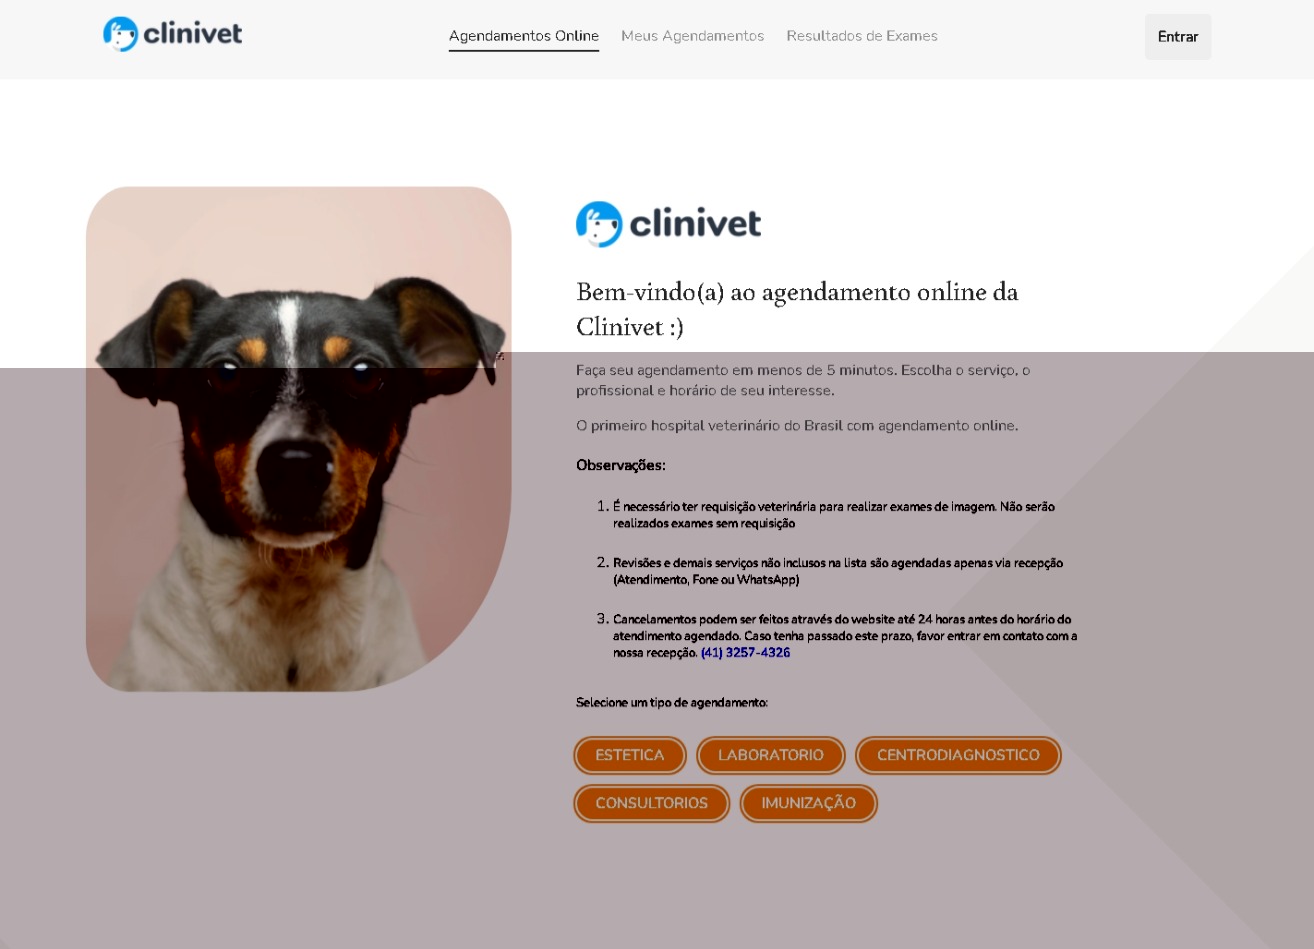 clinivet
Agendamentos Online
Meus Agendamentos
Resultados de Exames
Entrar
clinivet
Bem-vindo(a) ao agendamento online da
Clinivet :)
Faça seu agendamento em menos de 5 minutos. Escolha o serviço, o
profissional e horário de seu interesse.
O primeiro hospital veterinário do Brasil com agendamento online.
Observações:
1. É necessário ter requisição veterinária para realizar exames de imagem. Não serão
realizados exames sem requisição
2. Revisões e demais serviços não inclusos na lista são agendadas apenas via recepção
(Atendimento, Fone ou WhatsApp)
3. Cancelamentos podem ser feitos através do website até 24 horas antes do horário do
atendimento agendado. Caso tenha passado este prazo, favor entrar em contato com a
nossa recepção. (41) 3257-4326
Selecione um tipo de agendamento:
ESTETICA
LABORATORIO
CENTRODIAGNOSTICO
CONSULTORIOS
IMUNIZAÇÃO